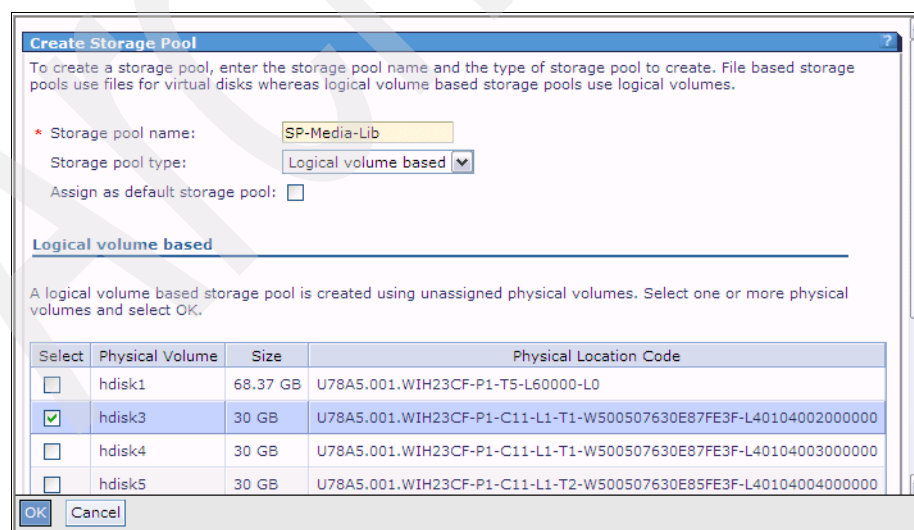 Create Storage Pool ?
To create a storage pool, enter the storage pool name and the type of storage pool to create. File based storage
pools use files for virtual disks whereas logical volume based storage pools use logical volumes.
* Storage pool name: SP-Media-Lib
Storage pool type: Logical volume based
Assign as default storage pool:
Logical volume based
A logical volume based storage pool is created using unassigned physical volumes. Select one or more physical
volumes and select OK.
Select Physical Volume Size Physical Location Code
hdisk1 68.37 GB U78A5.001.WIH23CF-P1-T5-L60000-L0
hdisk3 30 GB U78A5.001.WIH23CF-P1-C11-L1-T1-W500507630E87FE3F-L40104002000000
hdisk4 30 GB U78A5.001.WIH23CF-P1-C11-L1-T1-W500507630E87FE3F-L40104003000000
hdisk5 30 GB U78A5.001.WIH23CF-P1-C11-L1-T2-W500507630E85FE3F-L40104004000000
OK Cancel